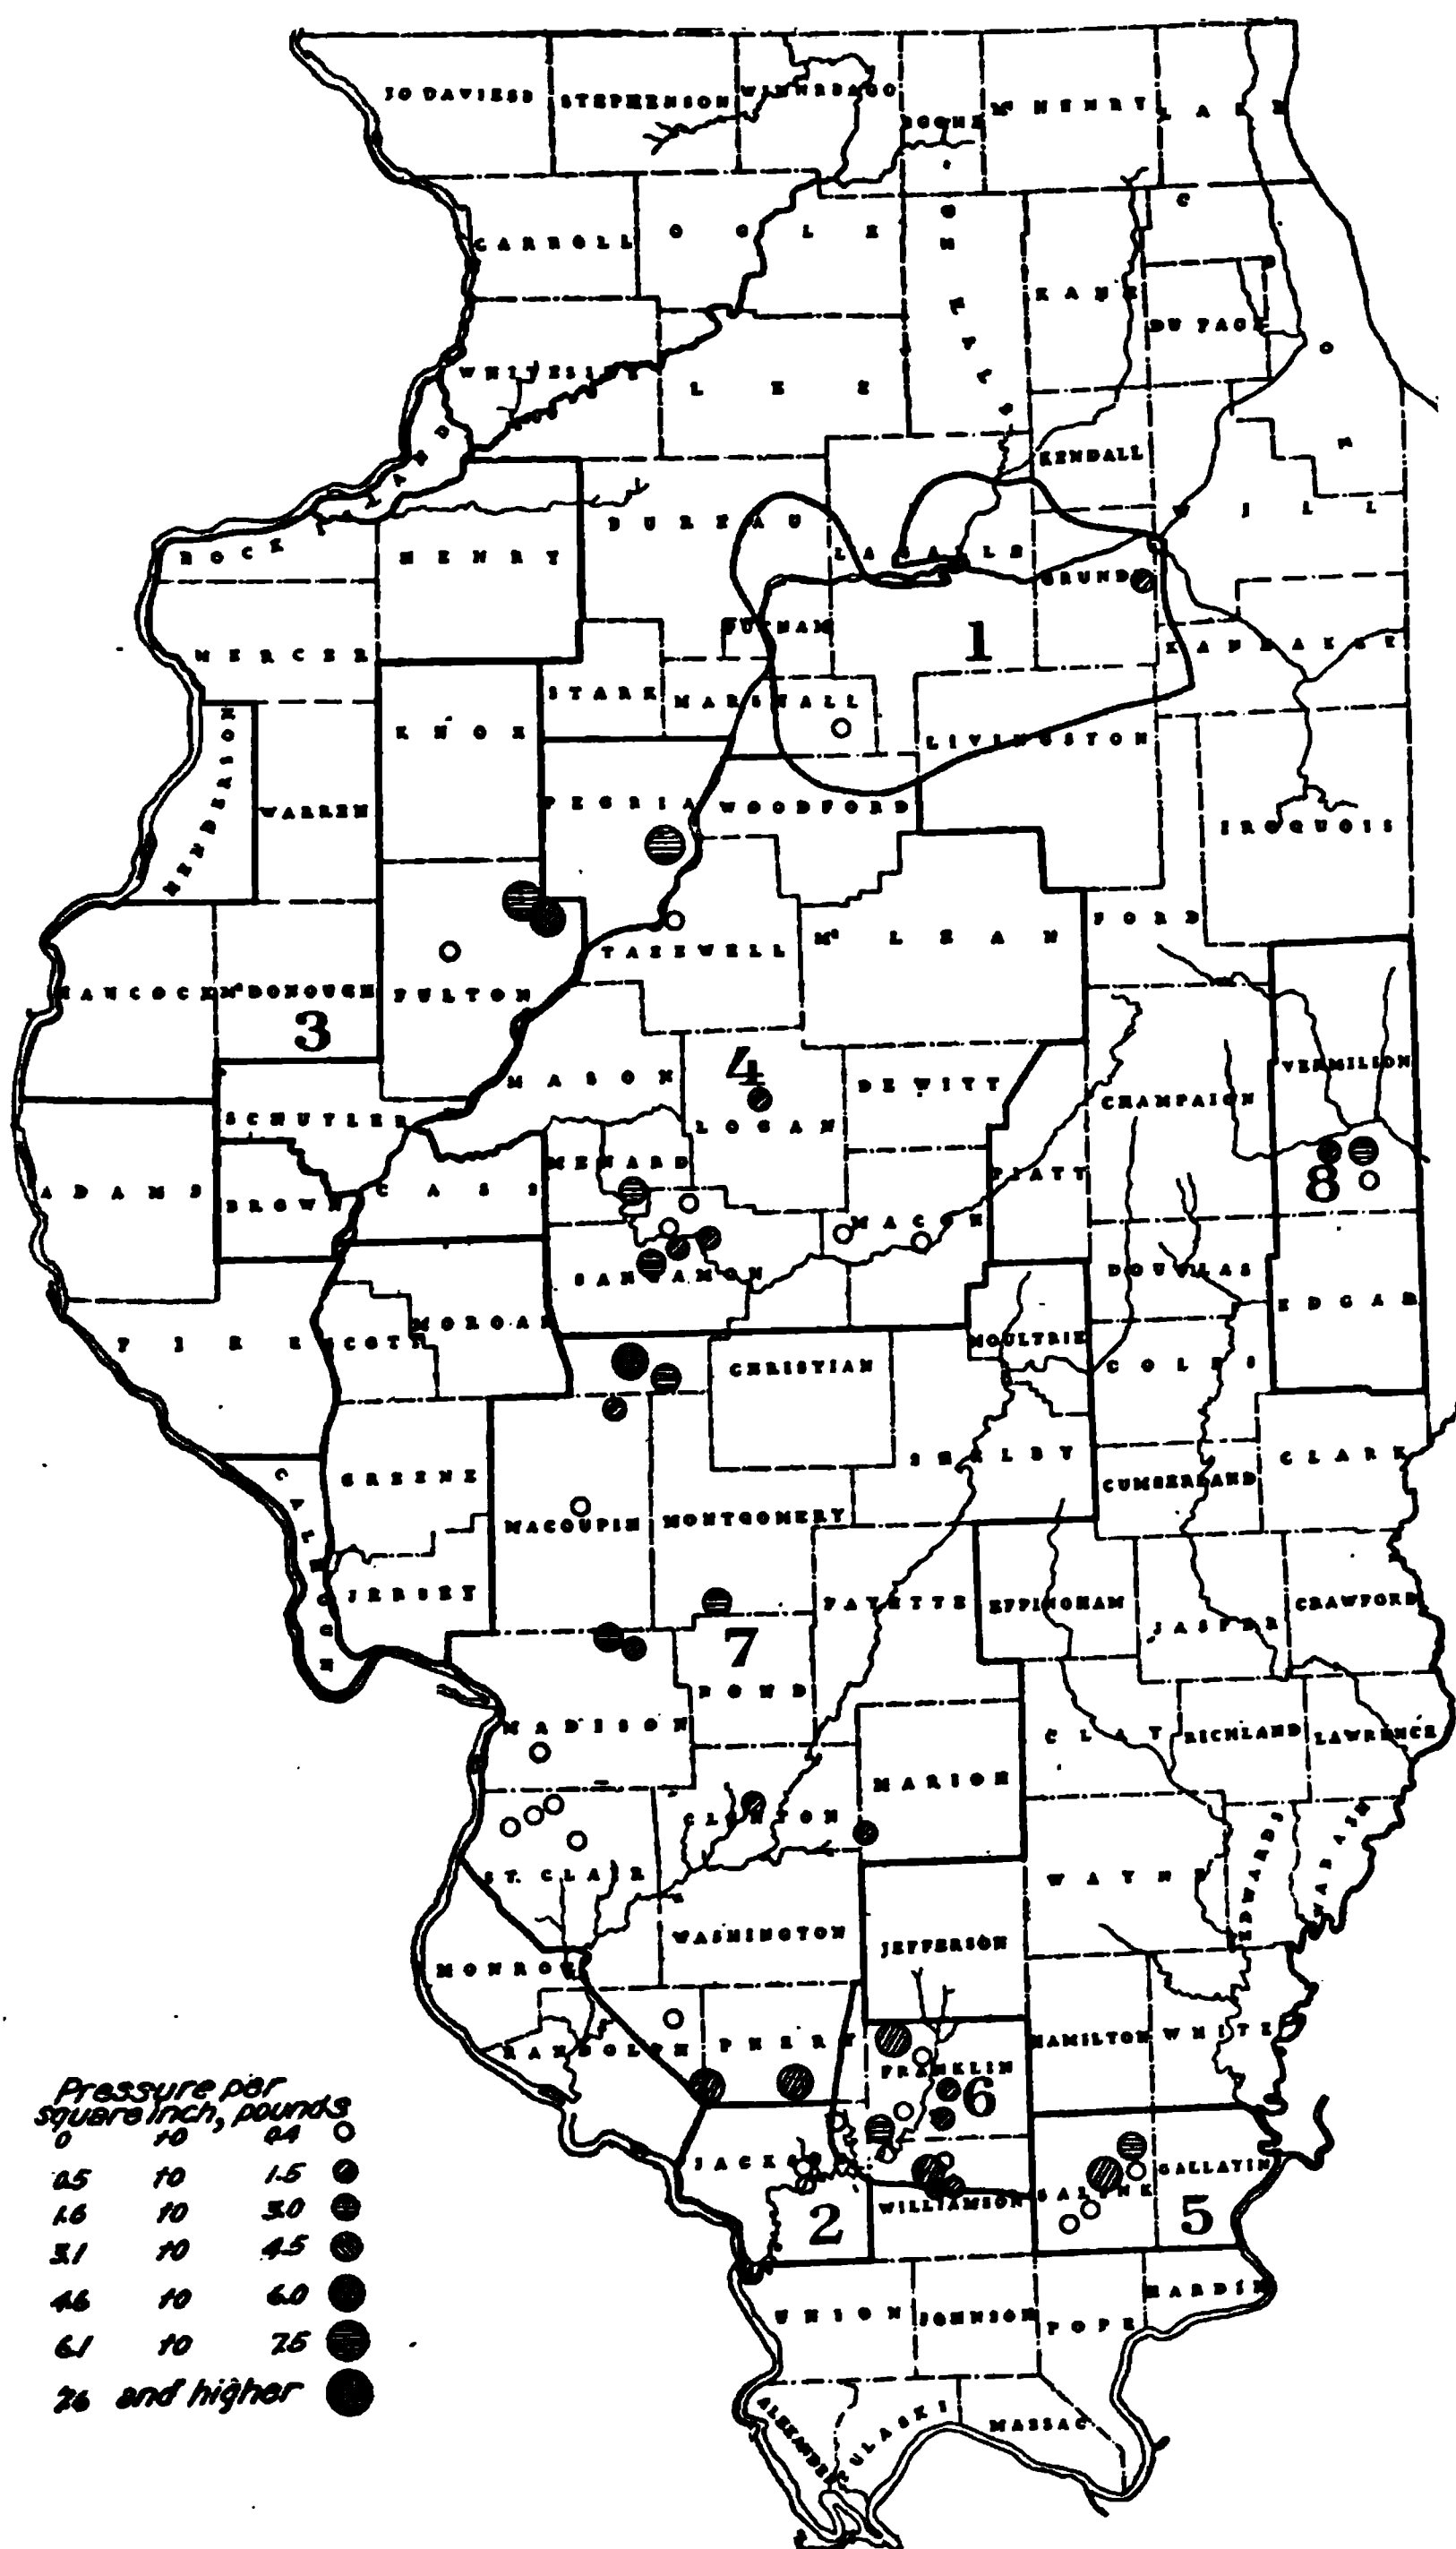 JO DAVIESS STEPHENSON WINNEBAGO
BOONE Mc HENRY LAKE
CARROLL OGLE
KANE
DU PAGE
WHITESIDE LEE
KENDALL
BUREAU WILL
ROCK HENRY LA SALLE
GRUNDY
MERCER PUTNAM 1 KANKAKEE
STARK MARSHALL
KNOX LIVINGSTON
HENDERSON WARREN PEORIA WOODFORD IROQUOIS
TAZEWELL Mc LEAN FORD
HANCOCK McDONOUGH FULTON
3
4 VERMILION
MASON DE WITT CHAMPAIGN
SCHUYLER LOGAN
MENARD PIATT
ADAMS BROWN CASS 8
MACON
SANGAMON DOUGLAS EDGAR
MORGAN
PIKE SCOTT MOULTRIE
CHRISTIAN COLES
SHELBY CLARK
GREENE CUMBERLAND
CALHOUN MACOUPIN MONTGOMERY
JERSEY FAYETTE EFFINGHAM JASPER CRAWFORD
7
BOND
MADISON CLAY RICHLAND LAWRENCE
MARION
CLINTON
ST. CLAIR WAYNE EDWARDS WABASH
WASHINGTON JEFFERSON
MONROE
RANDOLPH PERRY HAMILTON WHITE
FRANKLIN
6
JACKSON GALLATIN
WILLIAMSON SALINE
2 5
HARDIN
UNION JOHNSON POPE
ALEXANDER PULASKI MASSAC
Pressure per
square inch, pounds
0 to 0.4
0.5 to 1.5
1.6 to 3.0
3.1 to 4.5
4.6 to 6.0
6.1 to 7.5
7.6 and higher